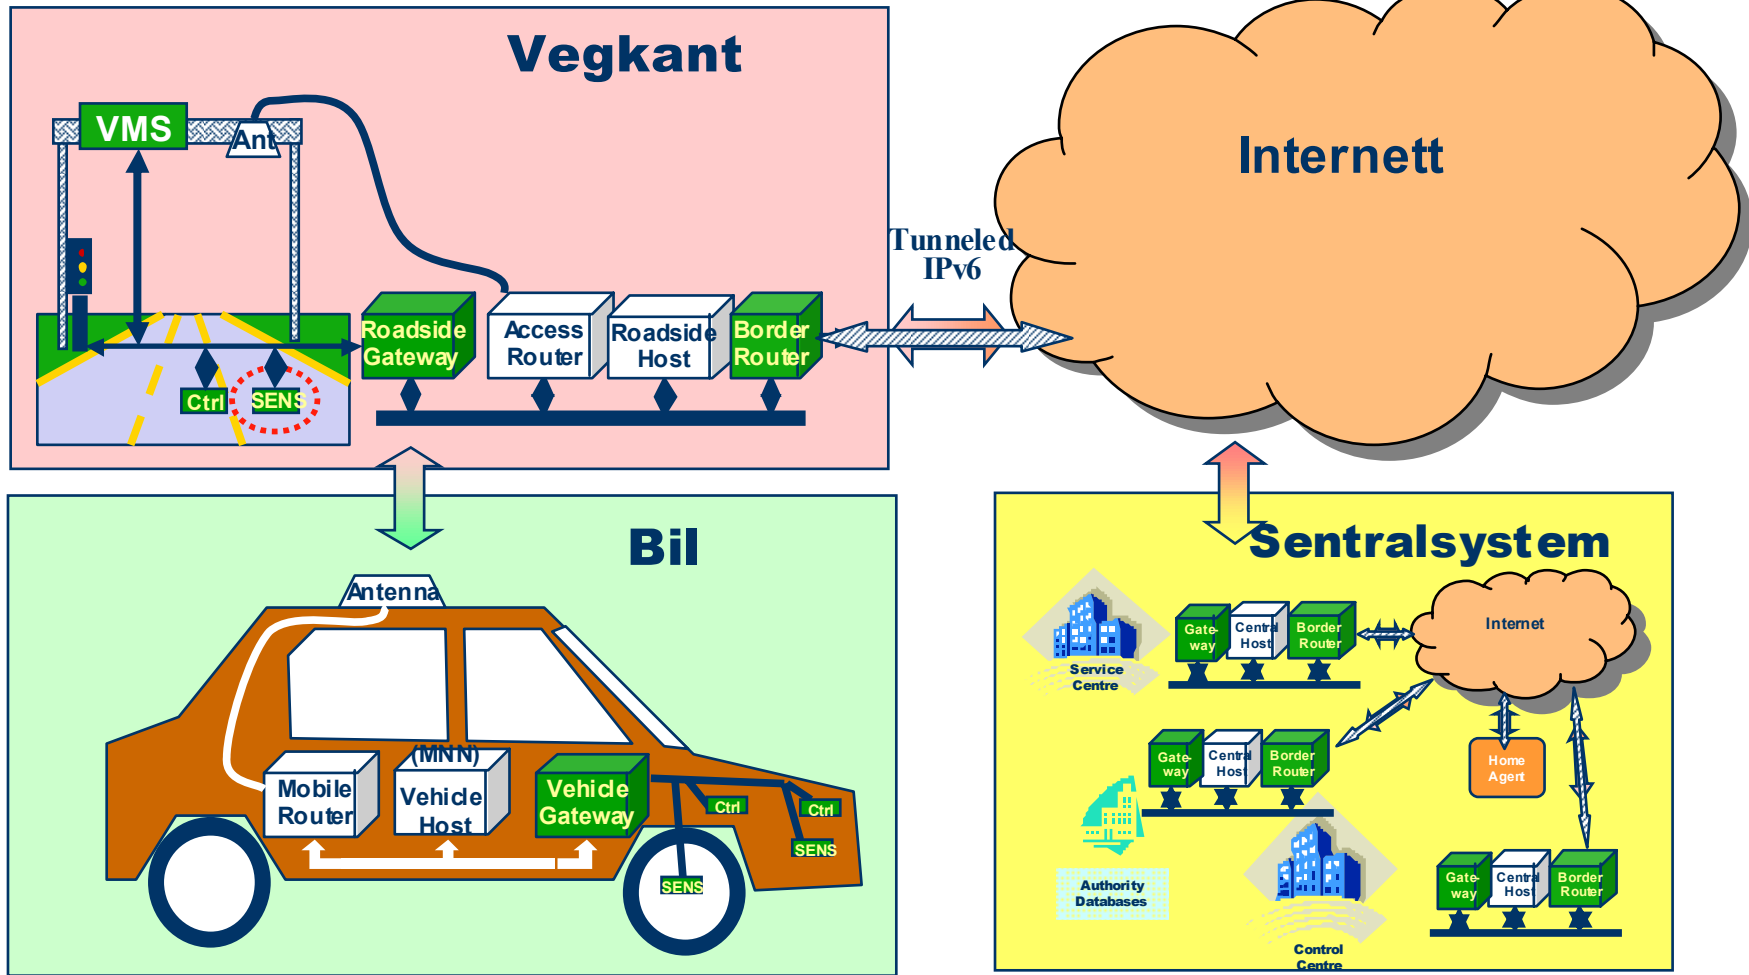 Vegkant
VMS
Ant
Roadside
Gateway
Access
Router
Roadside
Host
Border
Router
Ctrl
SENS
Tunneled
IPv6
Internett
Bil
Antenna
Mobile
Router
(MNN)
Vehicle
Host
Vehicle
Gateway
Ctrl
Ctrl
SENS
SENS
Sentralsystem
Service
Centre
Gate-
way
Central
Host
Border
Router
Internet
Gate-
way
Central
Host
Border
Router
Home
Agent
Authority
Databases
Control
Centre
Gate-
way
Central
Host
Border
Router